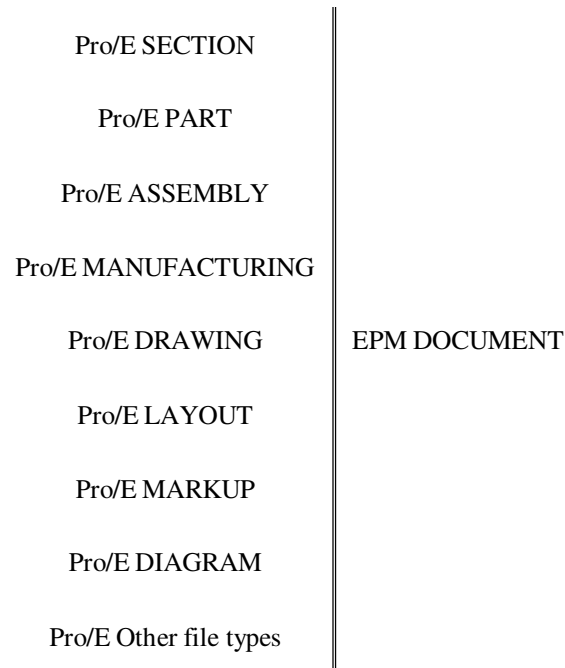 Pro/E SECTION
Pro/E PART
Pro/E ASSEMBLY
Pro/E MANUFACTURING
Pro/E DRAWING
EPM DOCUMENT
Pro/E LAYOUT
Pro/E MARKUP
Pro/E DIAGRAM
Pro/E Other file types